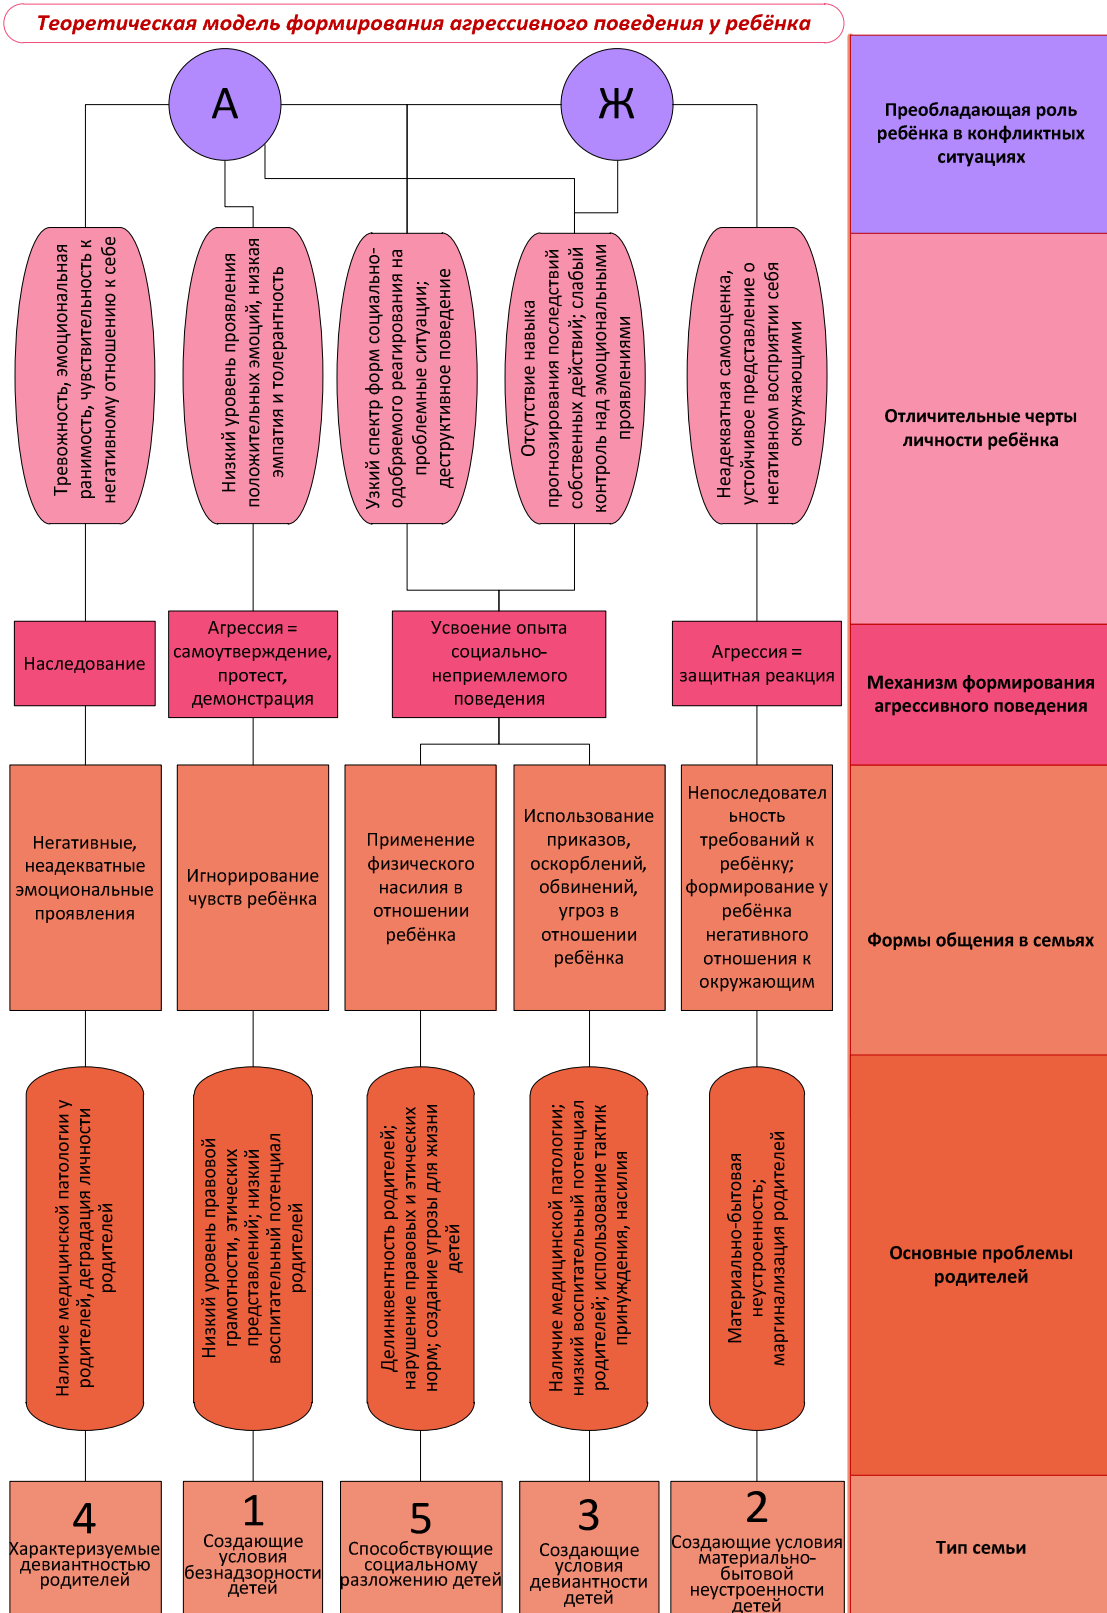 Теоретическая модель формирования агрессивного поведения у ребёнка
А
Ж
Преобладающая роль
ребёнка в конфликтных
ситуациях
Тревожность, эмоциональная
ранимость, чувствительность к
негативному отношению к себе
Низкий уровень проявления
положительных эмоций, низкая
эмпатия и толерантность
Узкий спектр форм социально-
одобряемого реагирования на
проблемные ситуации;
деструктивное поведение
Отсутствие навыка
прогнозирования последствий
собственных действий; слабый
контроль над эмоциональными
проявлениями
Неадекватная самооценка,
устойчивое представление о
негативном восприятии себя
окружающими
Отличительные черты
личности ребёнка
Наследование
Агрессия =
самоутверждение,
протест,
демонстрация
Усвоение опыта
социально-
неприемлемого
поведения
Агрессия =
защитная реакция
Механизм формирования
агрессивного поведения
Негативные,
неадекватные
эмоциональные
проявления
Игнорирование
чувств ребёнка
Применение
физического
насилия в
отношении
ребёнка
Использование
приказов,
оскорблений,
обвинений,
угроз в
отношении
ребёнка
Непоследовател
ьность
требований к
ребёнку;
формирование у
ребёнка
негативного
отношения к
окружающим
Формы общения в семьях
Наличие медицинской патологии у
родителей, деградация личности
родителей
Низкий уровень правовой
грамотности, этических
представлений; низкий
воспитательный потенциал
родителей
Делинквентность родителей;
нарушение правовых и этических
норм; создание угрозы для жизни
детей
Наличие медицинской патологии;
низкий воспитательный потенциал
родителей; использование тактик
принуждения, насилия
Материально-бытовая
неустроенность;
маргинализация родителей
Основные проблемы
родителей
4
Характеризуемые
девиантностью
родителей
1
Создающие
условия
безнадзорности
детей
5
Способствующие
социальному
разложению детей
3
Создающие
условия
девиантности
детей
2
Создающие условия
материально-
бытовой
неустроенности
детей
Тип семьи